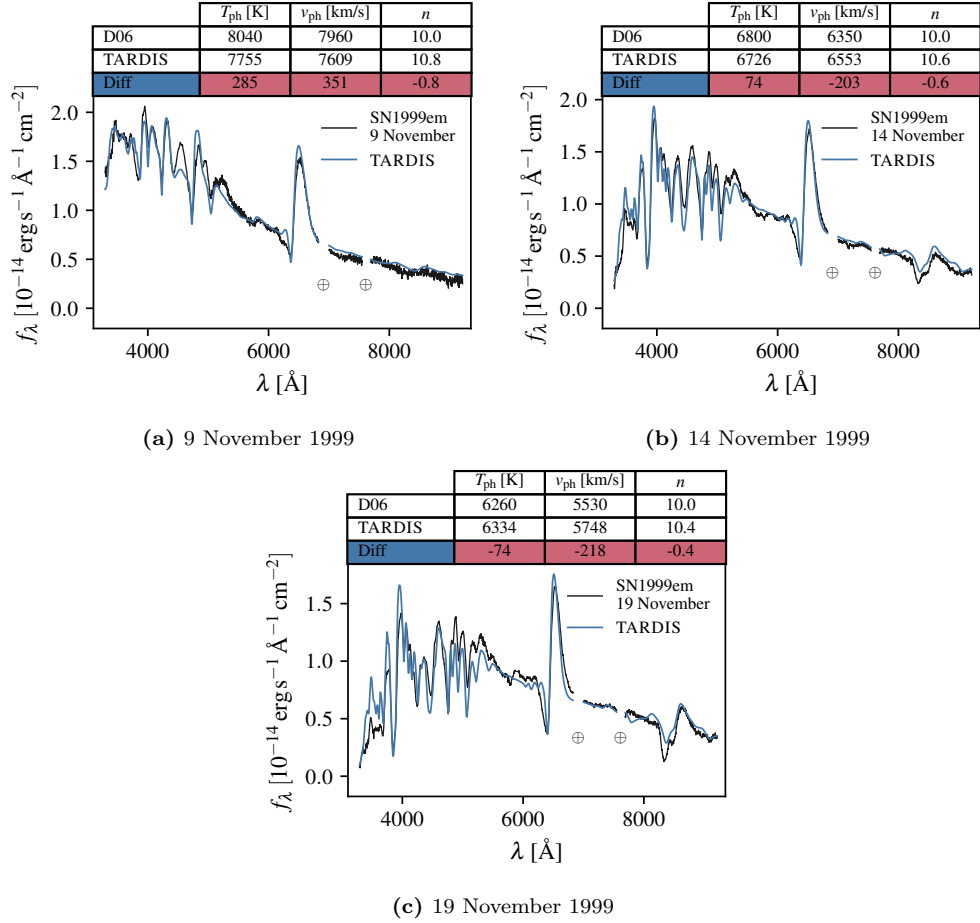 T_ph [K] v_ph [km/s] n
D06 8040 7960 10.0
TARDIS 7755 7609 10.8
Diff 285 351 -0.8
SN1999em
9 November
TARDIS
f_λ [10⁻¹⁴ erg s⁻¹ Å⁻¹ cm⁻²]
2.0
1.5
1.0
0.5
0.0
4000 6000 8000
λ [Å]
(a) 9 November 1999
T_ph [K] v_ph [km/s] n
D06 6800 6350 10.0
TARDIS 6726 6553 10.6
Diff 74 -203 -0.6
SN1999em
14 November
TARDIS
f_λ [10⁻¹⁴ erg s⁻¹ Å⁻¹ cm⁻²]
2.0
1.5
1.0
0.5
0.0
4000 6000 8000
λ [Å]
(b) 14 November 1999
T_ph [K] v_ph [km/s] n
D06 6260 5530 10.0
TARDIS 6334 5748 10.4
Diff -74 -218 -0.4
SN1999em
19 November
TARDIS
f_λ [10⁻¹⁴ erg s⁻¹ Å⁻¹ cm⁻²]
1.5
1.0
0.5
0.0
4000 6000 8000
λ [Å]
(c) 19 November 1999